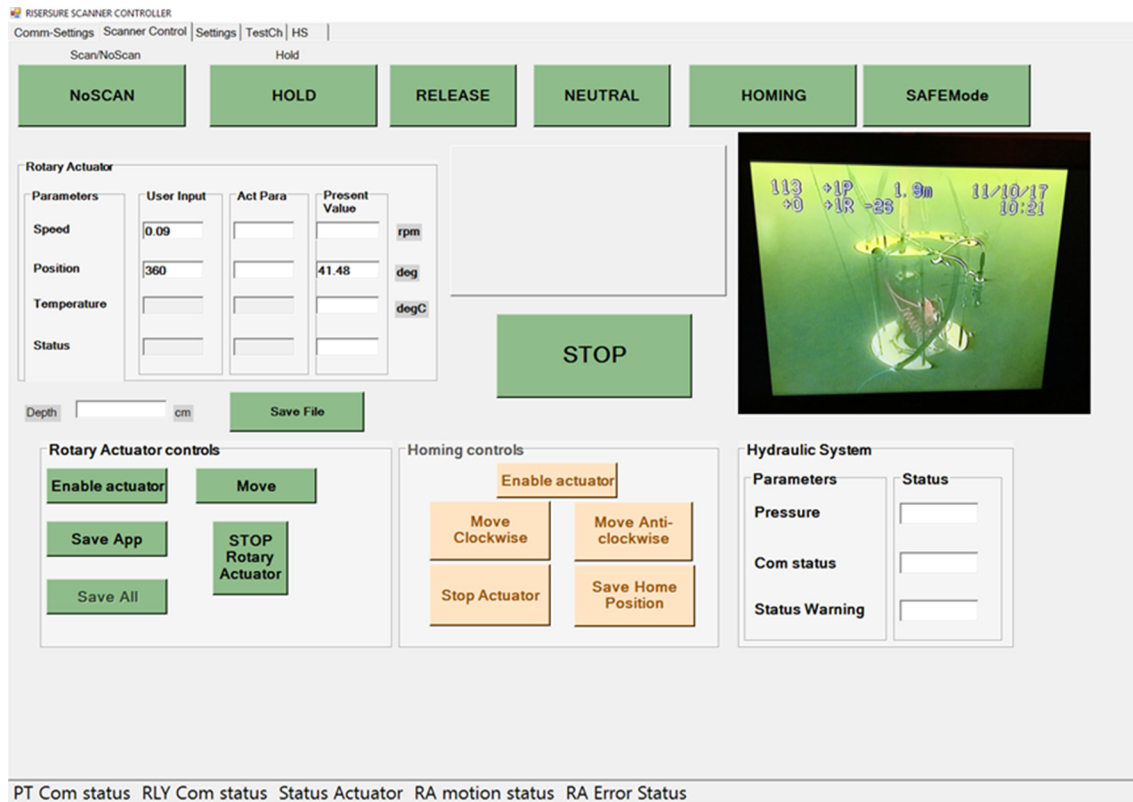 RISERSURE SCANNER CONTROLLER
Comm-Settings Scanner Control Settings TestCh HS
Scan/NoScan Hold
NoSCAN HOLD RELEASE NEUTRAL HOMING SAFEMode
Rotary Actuator
Parameters User Input Act Para Present
Value
Speed 0.09 rpm
Position 360 41.48 deg
Temperature degC
Status
113 +1P 1.9m 11/10/17
+0 +1R -2S 10:21
STOP
Depth cm Save File
Rotary Actuator controls
Enable actuator Move
Save App STOP
Rotary
Actuator
Save All
Homing controls
Enable actuator
Move
Clockwise
Move Anti-
clockwise
Stop Actuator
Save Home
Position
Hydraulic System
Parameters Status
Pressure
Com status
Status Warning
PT Com status RLY Com status Status Actuator RA motion status RA Error Status